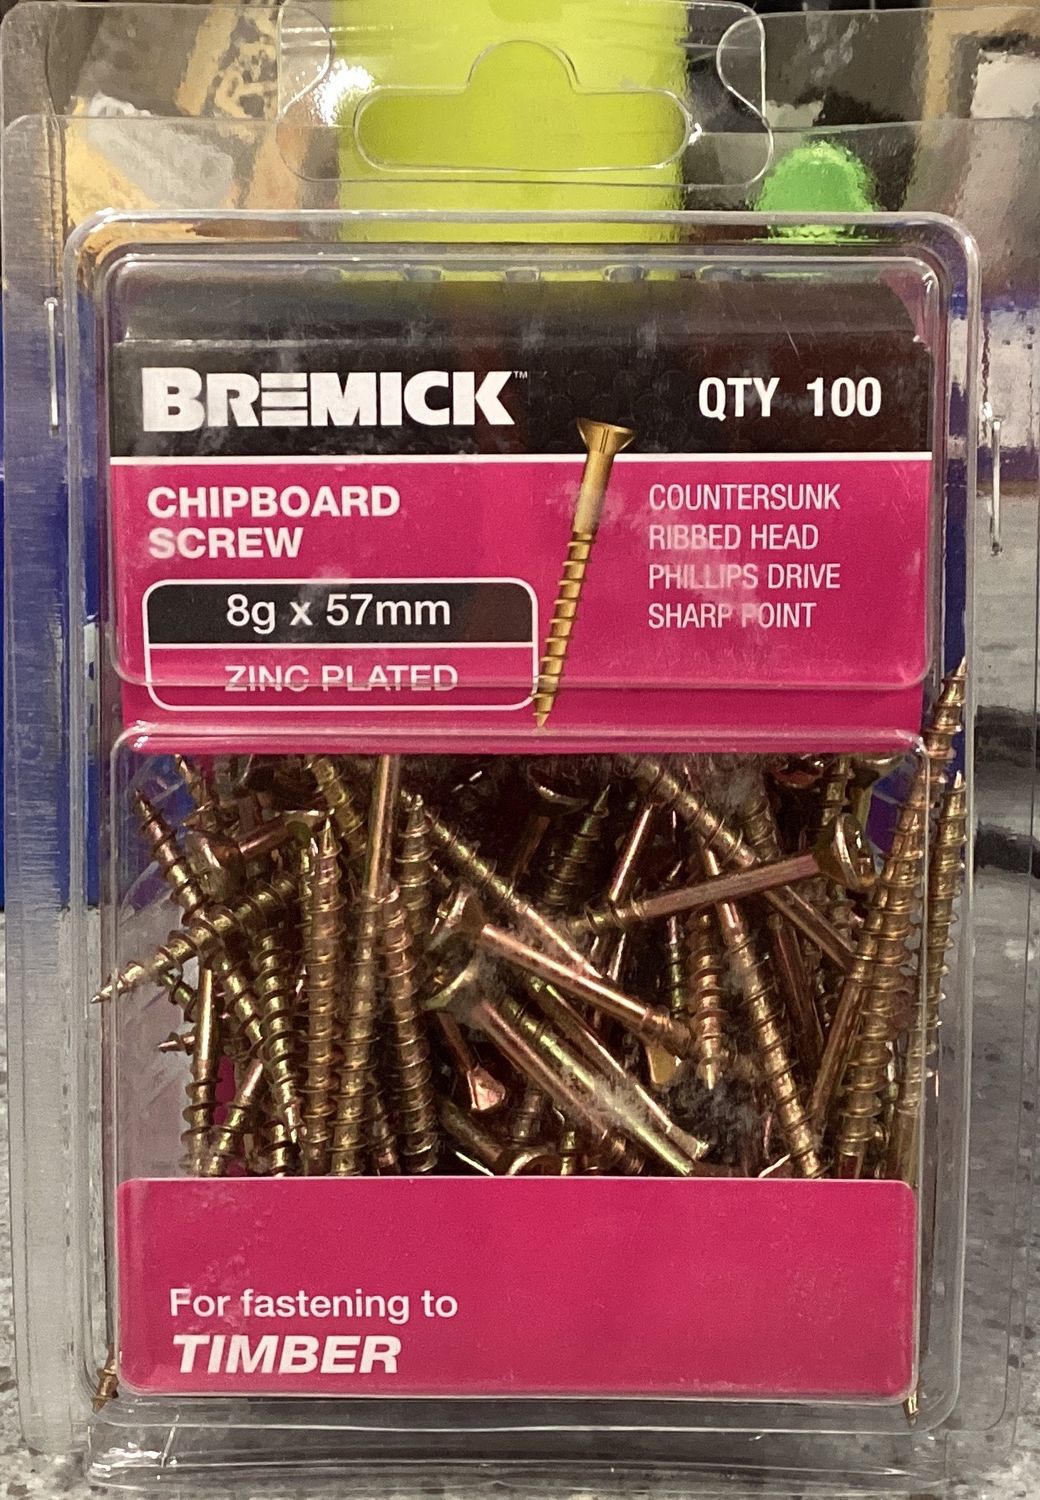 BREMICK™
QTY 100
CHIPBOARD
SCREW
8g x 57mm
ZINC PLATED
COUNTERSUNK
RIBBED HEAD
PHILLIPS DRIVE
SHARP POINT
For fastening to
TIMBER